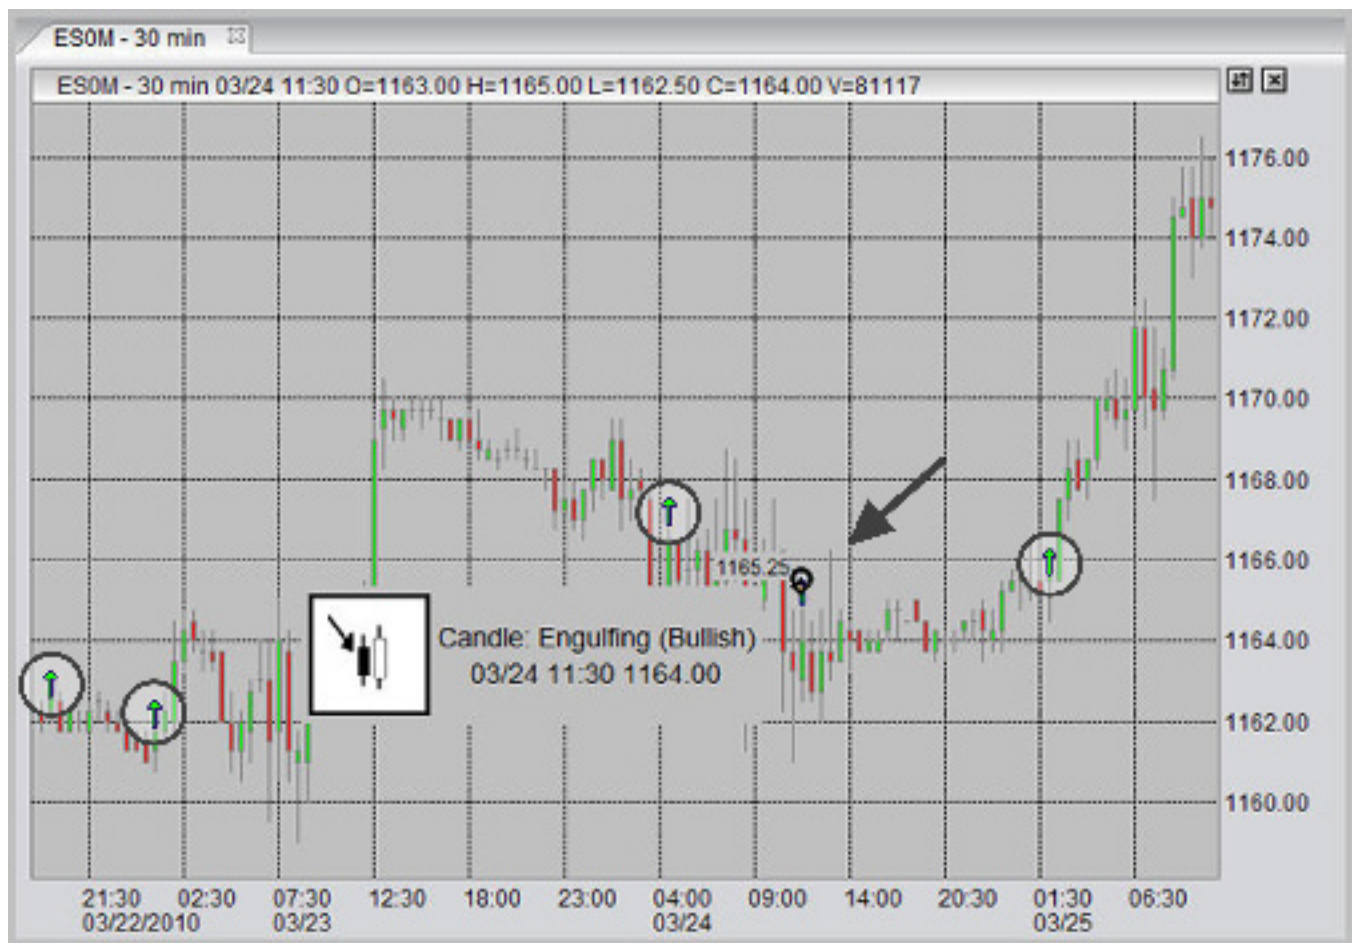 ES0M - 30 min
ES0M - 30 min 03/24 11:30 O=1163.00 H=1165.00 L=1162.50 C=1164.00 V=81117
1176.00
1174.00
1172.00
1170.00
1168.00
1166.00
1165.25
1164.00
Candle: Engulfing (Bullish)
03/24 11:30 1164.00
1162.00
1160.00
21:30 02:30 07:30 12:30 18:00 23:00 04:00 09:00 14:00 20:30 01:30 06:30
03/22/2010 03/23 03/24 03/25